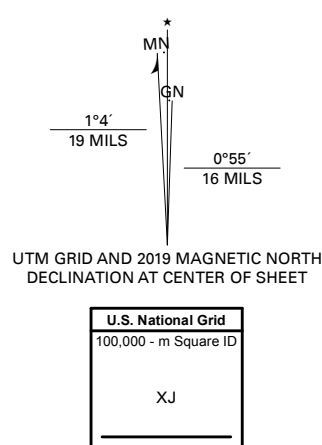 ★
MN
GN
1°4´
19 MILS
0°55´
16 MILS
UTM GRID AND 2019 MAGNETIC NORTH
DECLINATION AT CENTER OF SHEET
U.S. National Grid
100,000 - m Square ID
XJ